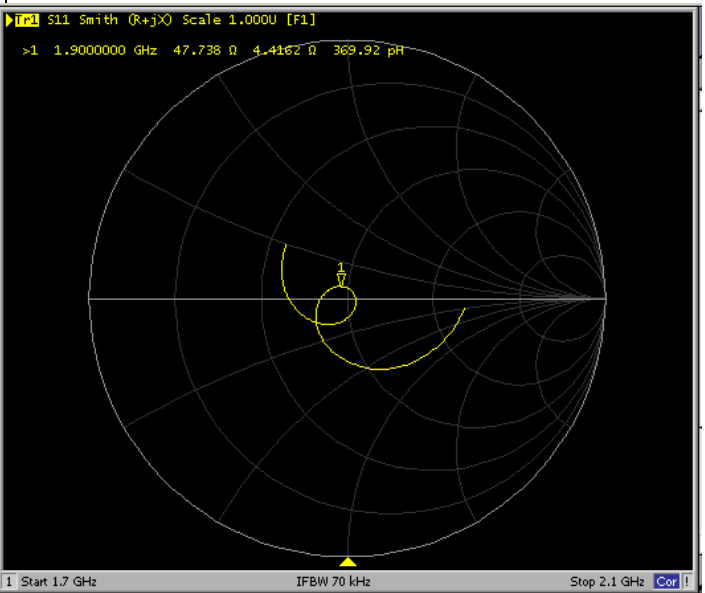 Tr1 S11 Smith (R+jX) Scale 1.000U [F1]
>1 1.9000000 GHz 47.738 Ω 4.4162 Ω 369.92 pH
1
1 Start 1.7 GHz IFBW 70 kHz Stop 2.1 GHz Cor !